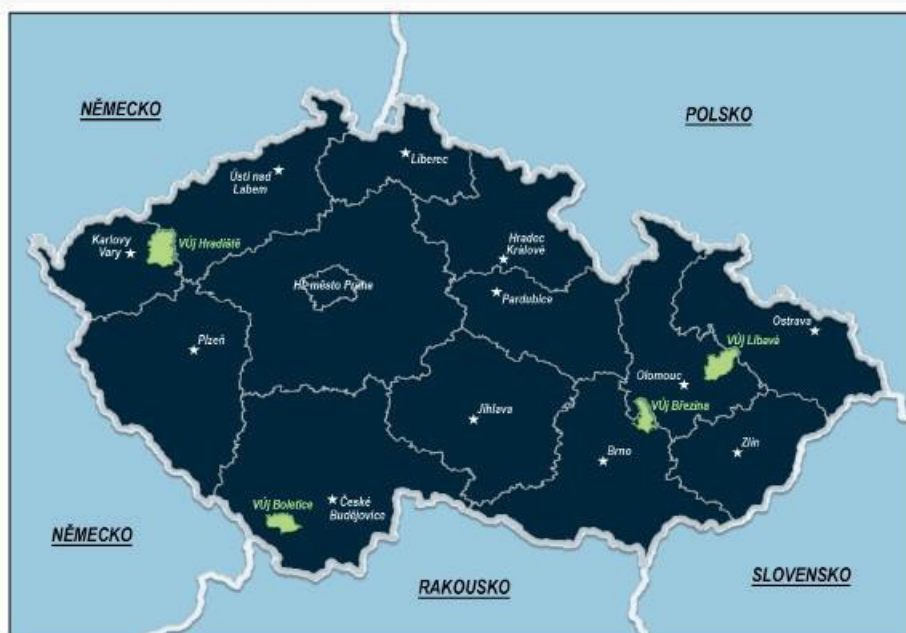 NĚMECKO
POLSKO
Liberec
Ústí nad
Labem
Karlovy
Vary
VÚj Hradiště
Hradec
Králové
Hl. město Praha
Pardubice
Ostrava
Plzeň
VÚj Libavá
Olomouc
VÚj Březina
Jihlava
Brno
Zlín
VÚj Boletice
České
Budějovice
NĚMECKO
RAKOUSKO
SLOVENSKO